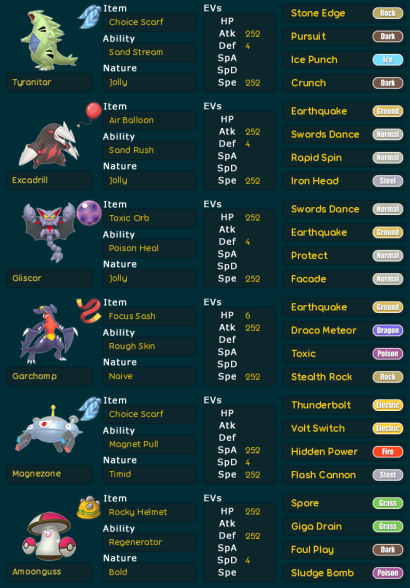 Item
Choice Scarf
Ability
Sand Stream
Nature
Jolly
Tyranitar
EVs
HP
Atk 252
Def 4
SpA
SpD
Spe 252
Stone Edge Rock
Pursuit Dark
Ice Punch Ice
Crunch Dark
Item
Air Balloon
Ability
Sand Rush
Nature
Jolly
Excadrill
EVs
HP
Atk 252
Def 4
SpA
SpD
Spe 252
Earthquake Ground
Swords Dance Normal
Rapid Spin Normal
Iron Head Steel
Item
Toxic Orb
Ability
Poison Heal
Nature
Jolly
Gliscor
EVs
HP 252
Atk
Def 4
SpA
SpD
Spe 252
Swords Dance Normal
Earthquake Ground
Protect Normal
Facade Normal
Item
Focus Sash
Ability
Rough Skin
Nature
Naive
Garchomp
EVs
HP 6
Atk 252
Def
SpA
SpD
Spe 252
Earthquake Ground
Draco Meteor Dragon
Toxic Poison
Stealth Rock Rock
Item
Choice Scarf
Ability
Magnet Pull
Nature
Timid
Magnezone
EVs
HP
Atk
Def
SpA 252
SpD 4
Spe 252
Thunderbolt Electric
Volt Switch Electric
Hidden Power Fire
Flash Cannon Steel
Item
Rocky Helmet
Ability
Regenerator
Nature
Bold
Amoonguss
EVs
HP 252
Atk
Def 252
SpA
SpD 4
Spe
Spore Grass
Giga Drain Grass
Foul Play Dark
Sludge Bomb Poison